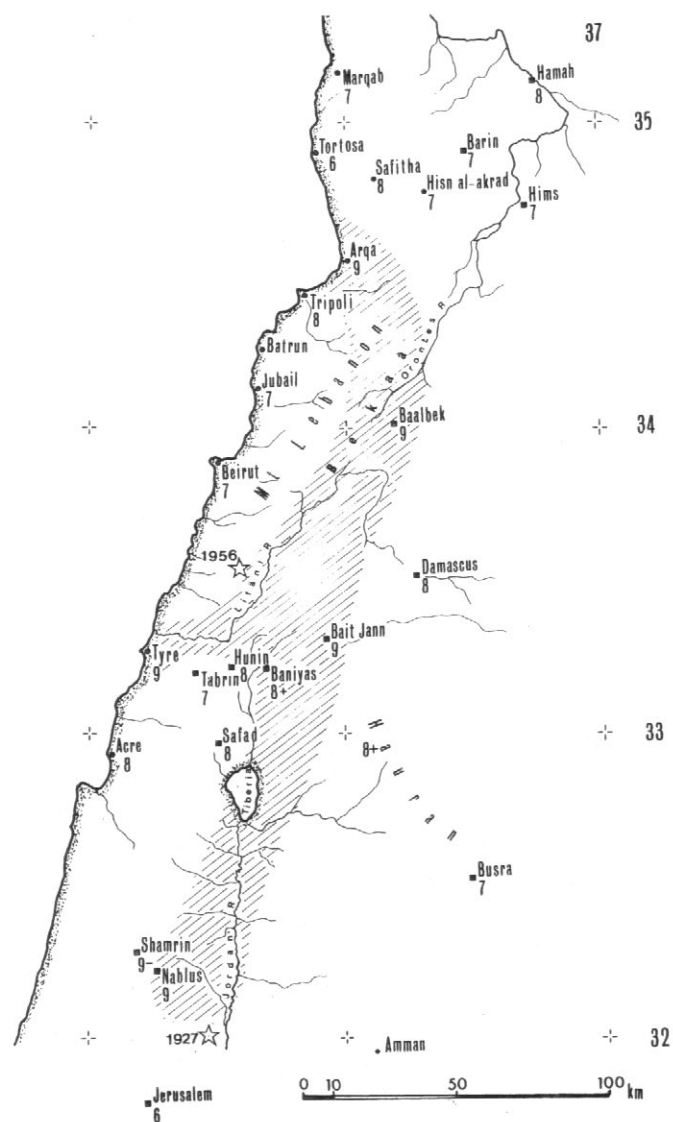 37
Marqab
7
Hamah
8
35
Tortosa
6
Barin
7
Safitha
8
Hisn al-akrad
7
Hims
7
Arqa
9
Tripoli
8
Orontes R
Batrun
Mt Lebanon
Bekaa
Jubail
7
34
Baalbek
9
Beirut
7
1956
Litani R
Damascus
8
Bait Jann
9
Tyre
9
Hunin
8
Tabrin
7
Baniyas
8+
33
Safad
8
Hauran
8+
Acre
8
Tiberia
Busra
7
Shamrin
9-
Nablus
9
Jordan R
1927
32
Amman
0 10 50 100
km
Jerusalem
6